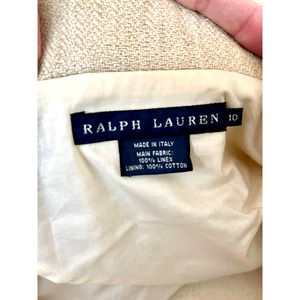 RALPH LAUREN 10
MADE IN ITALY
MAIN FABRIC:
100% LINEN
LINING: 100% COTTON